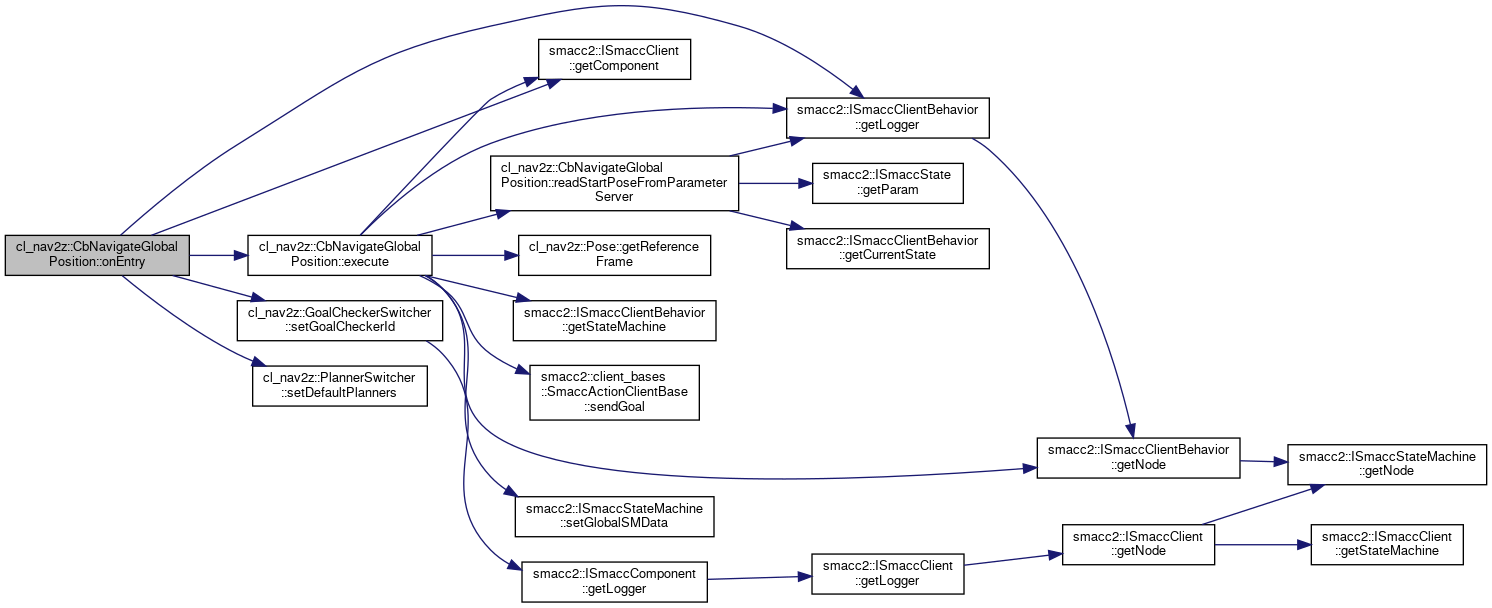 cl_nav2z::CbNavigateGlobal
Position::onEntry
smacc2::ISmaccClient
::getComponent
smacc2::ISmaccClientBehavior
::getLogger
cl_nav2z::CbNavigateGlobal
Position::execute
cl_nav2z::GoalCheckerSwitcher
::setGoalCheckerId
cl_nav2z::PlannerSwitcher
::setDefaultPlanners
cl_nav2z::CbNavigateGlobal
Position::readStartPoseFromParameter
Server
smacc2::ISmaccState
::getParam
smacc2::ISmaccClientBehavior
::getCurrentState
cl_nav2z::Pose::getReference
Frame
smacc2::ISmaccClientBehavior
::getStateMachine
smacc2::client_bases
::SmaccActionClientBase
::sendGoal
smacc2::ISmaccClientBehavior
::getNode
smacc2::ISmaccStateMachine
::getNode
smacc2::ISmaccStateMachine
::setGlobalSMData
smacc2::ISmaccComponent
::getLogger
smacc2::ISmaccClient
::getLogger
smacc2::ISmaccClient
::getNode
smacc2::ISmaccClient
::getStateMachine